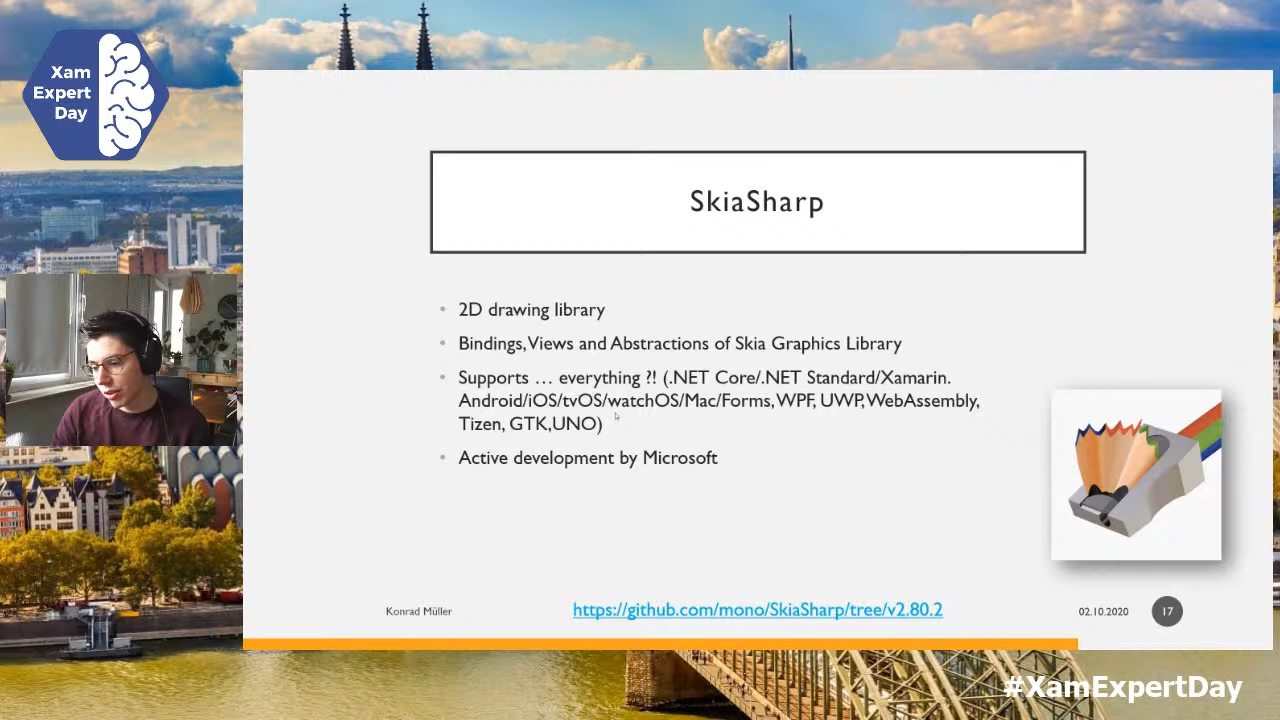 Xam
Expert
Day
SkiaSharp
• 2D drawing library
• Bindings, Views and Abstractions of Skia Graphics Library
• Supports … everything ?! (.NET Core/.NET Standard/Xamarin.
Android/iOS/tvOS/watchOS/Mac/Forms, WPF, UWP, WebAssembly,
Tizen, GTK,UNO)
• Active development by Microsoft
Konrad Müller
https://github.com/mono/SkiaSharp/tree/v2.80.2
02.10.2020
17
#XamExpertDay